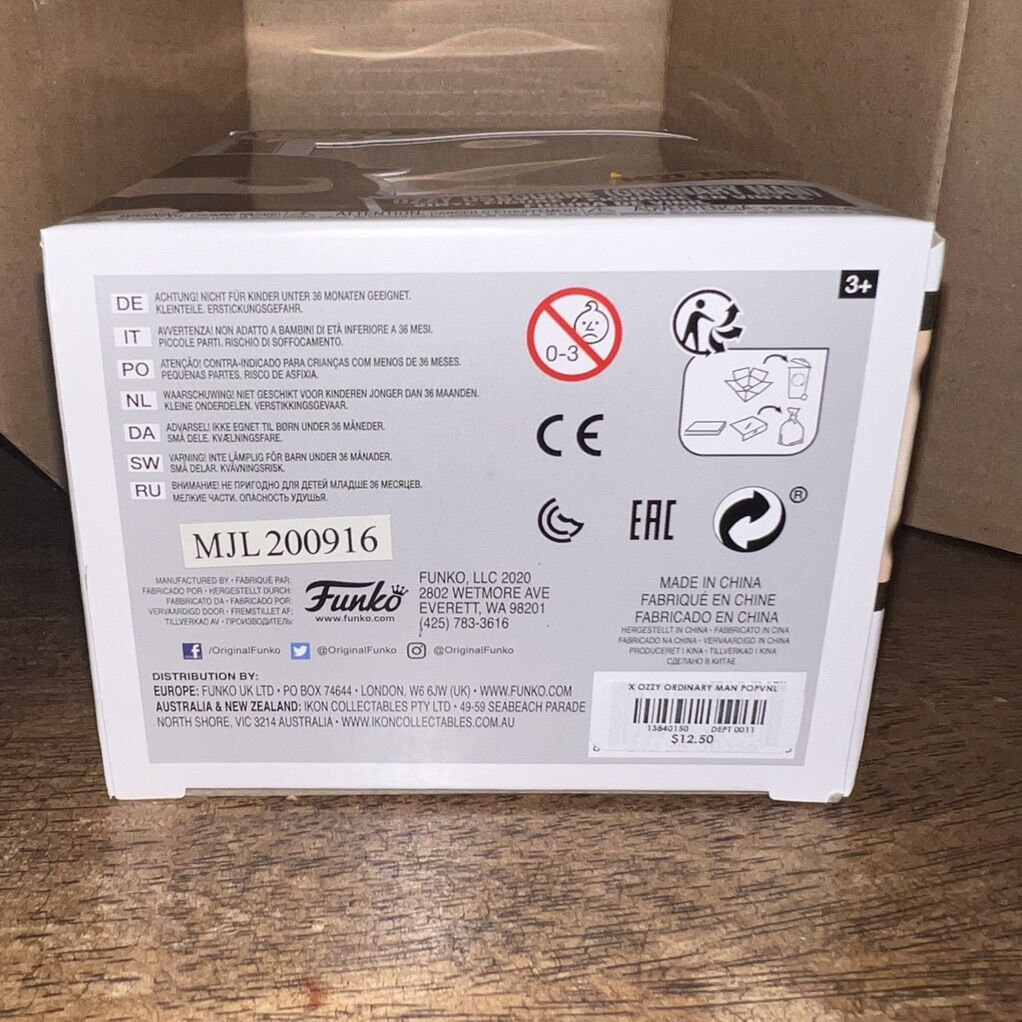 3+
DE ACHTUNG! NICHT FÜR KINDER UNTER 36 MONATEN GEEIGNET.
KLEINTEILE. ERSTICKUNGSGEFAHR.
IT AVVERTENZA! NON ADATTO A BAMBINI DI ETÀ INFERIORE A 36 MESI.
PICCOLE PARTI. RISCHIO DI SOFFOCAMENTO.
PO ATENÇÃO! CONTRA-INDICADO PARA CRIANÇAS COM MENOS DE 36 MESES.
PEQUENAS PARTES. RISCO DE ASFIXIA.
NL WAARSCHUWING! NIET GESCHIKT VOOR KINDEREN JONGER DAN 36 MAANDEN.
KLEINE ONDERDELEN. VERSTIKKINGSGEVAAR.
DA ADVARSEL! IKKE EGNET TIL BØRN UNDER 36 MÅNEDER.
SMÅ DELE. KVÆLNINGSFARE.
SW VARNING! INTE LÄMPLIG FÖR BARN UNDER 36 MÅNADER.
SMÅ DELAR. KVÄVNINGSRISK.
RU ВНИМАНИЕ! НЕ ПРИГОДНО ДЛЯ ДЕТЕЙ МЛАДШЕ 36 МЕСЯЦЕВ.
МЕЛКИЕ ЧАСТИ. ОПАСНОСТЬ УДУШЬЯ.
0-3
CE
EAC
®
MJL 200916
MANUFACTURED BY • FABRIQUÉ PAR:
FABRICADO POR • HERGESTELLT DURCH:
FABBRICATO DA • FABRICADO POR:
VERVAARDIGD DOOR • FREMSTILLET AF:
TILLVERKAD AV • ПРОИЗВОДИТЕЛЬ:
Funko
www.funko.com
FUNKO, LLC 2020
2802 WETMORE AVE
EVERETT, WA 98201
(425) 783-3616
/OriginalFunko @OriginalFunko @OriginalFunko
MADE IN CHINA
FABRIQUÉ EN CHINE
FABRICADO EN CHINA
HERGESTELLT IN CHINA • FABBRICATO IN CINA
FABRICADO NA CHINA • VERVAARDIGD IN CHINA
PRODUCERET I KINA • TILLVERKAD I KINA
СДЕЛАНО В КИТАЕ
DISTRIBUTION BY:
EUROPE: FUNKO UK LTD • PO BOX 74644 • LONDON, W6 6JW (UK) • WWW.FUNKO.COM
AUSTRALIA & NEW ZEALAND: IKON COLLECTABLES PTY LTD • 49-59 SEABEACH PARADE
NORTH SHORE, VIC 3214 AUSTRALIA • WWW.IKONCOLLECTABLES.COM.AU
X OZZY ORDINARY MAN POPVNL
13840150 DEPT 0011
$12.50